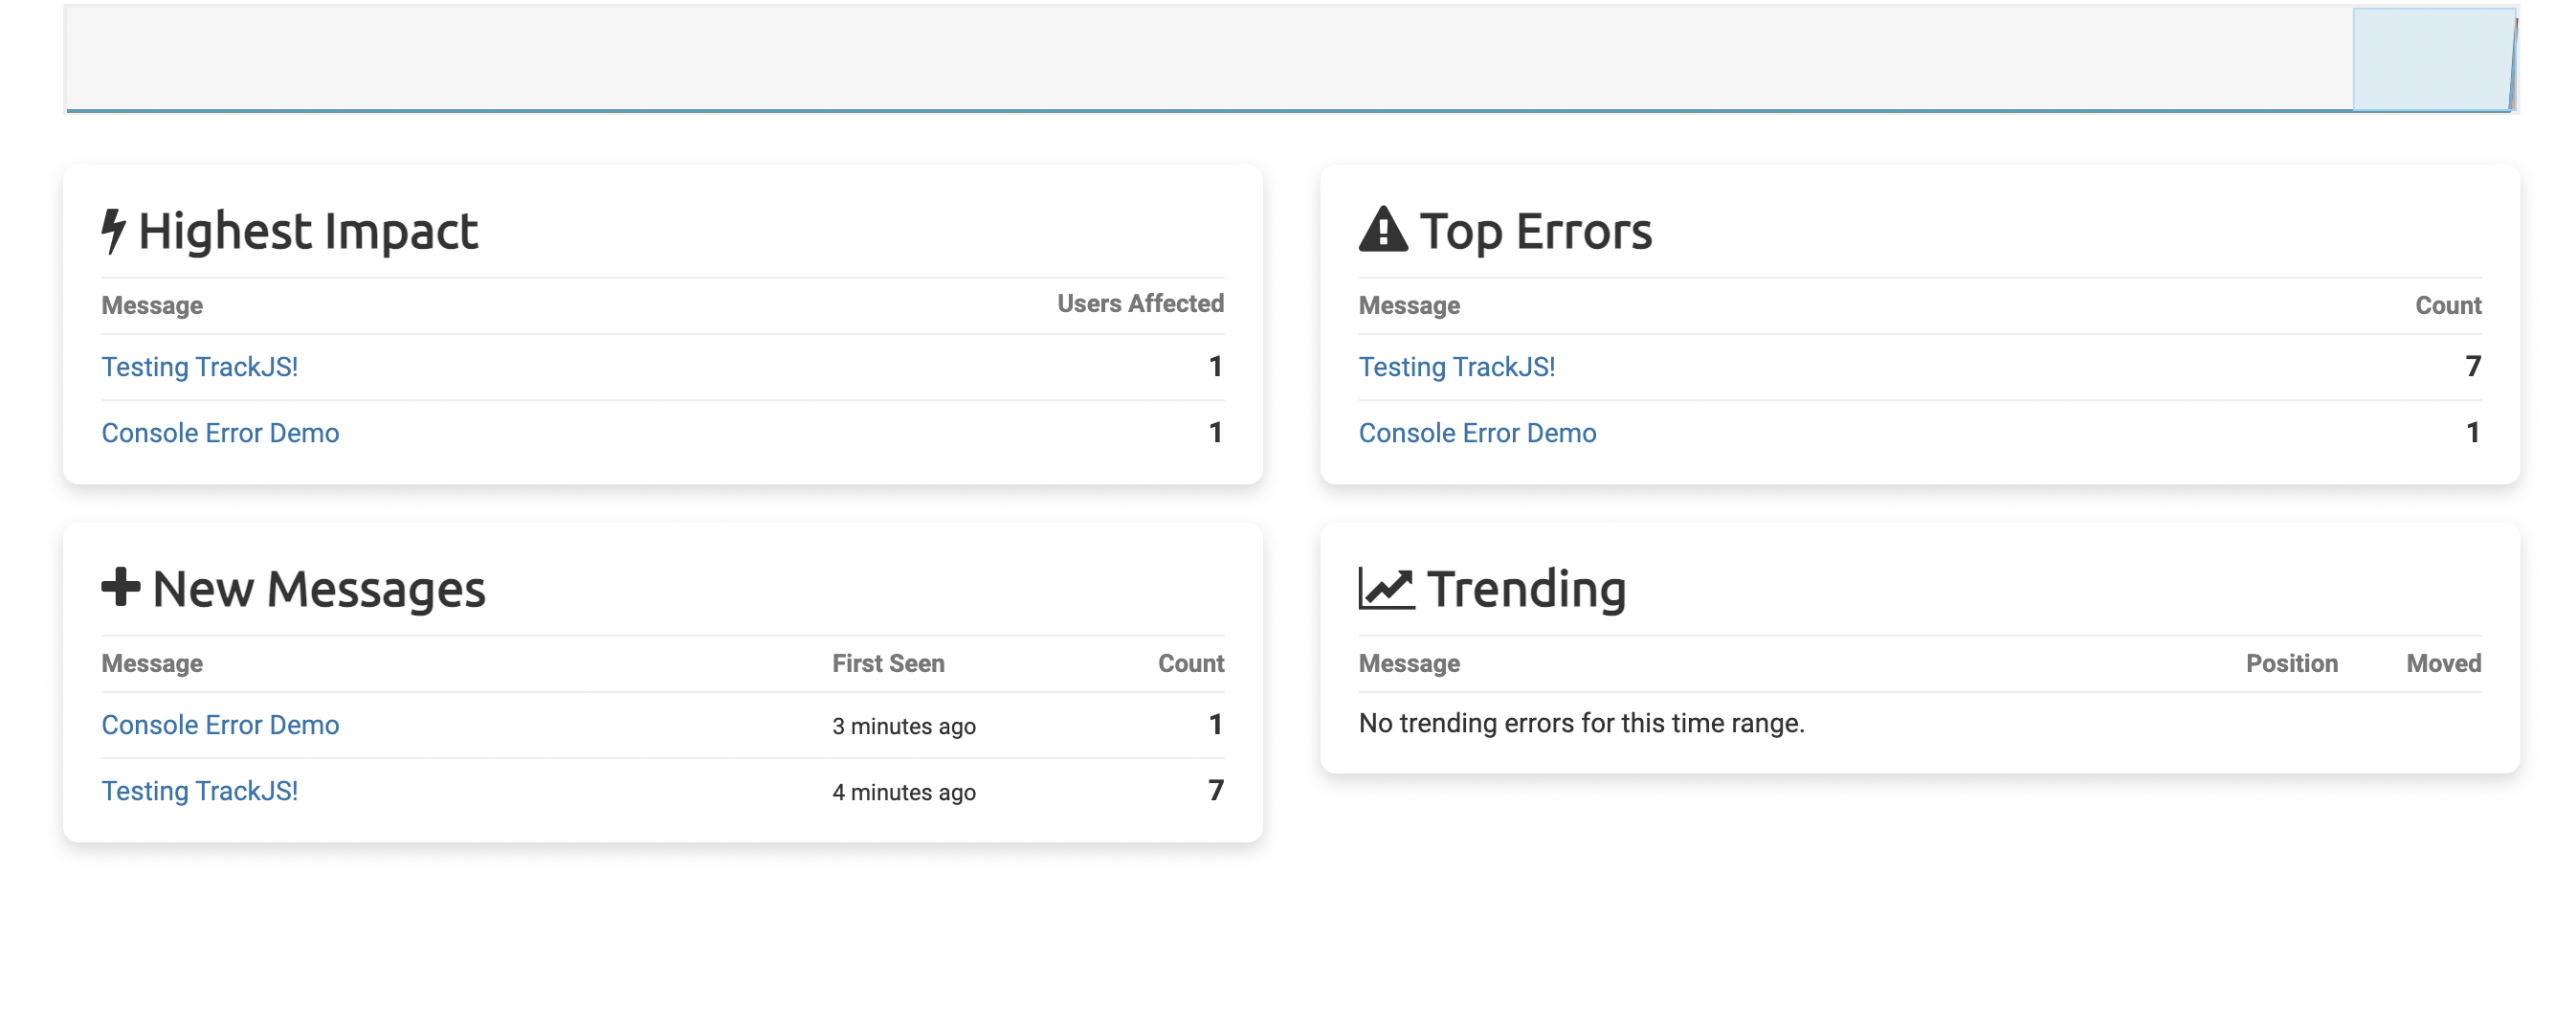 Highest Impact
Message Users Affected
Testing TrackJS! 1
Console Error Demo 1
Top Errors
Message Count
Testing TrackJS! 7
Console Error Demo 1
New Messages
Message First Seen Count
Console Error Demo 3 minutes ago 1
Testing TrackJS! 4 minutes ago 7
Trending
Message Position Moved
No trending errors for this time range.